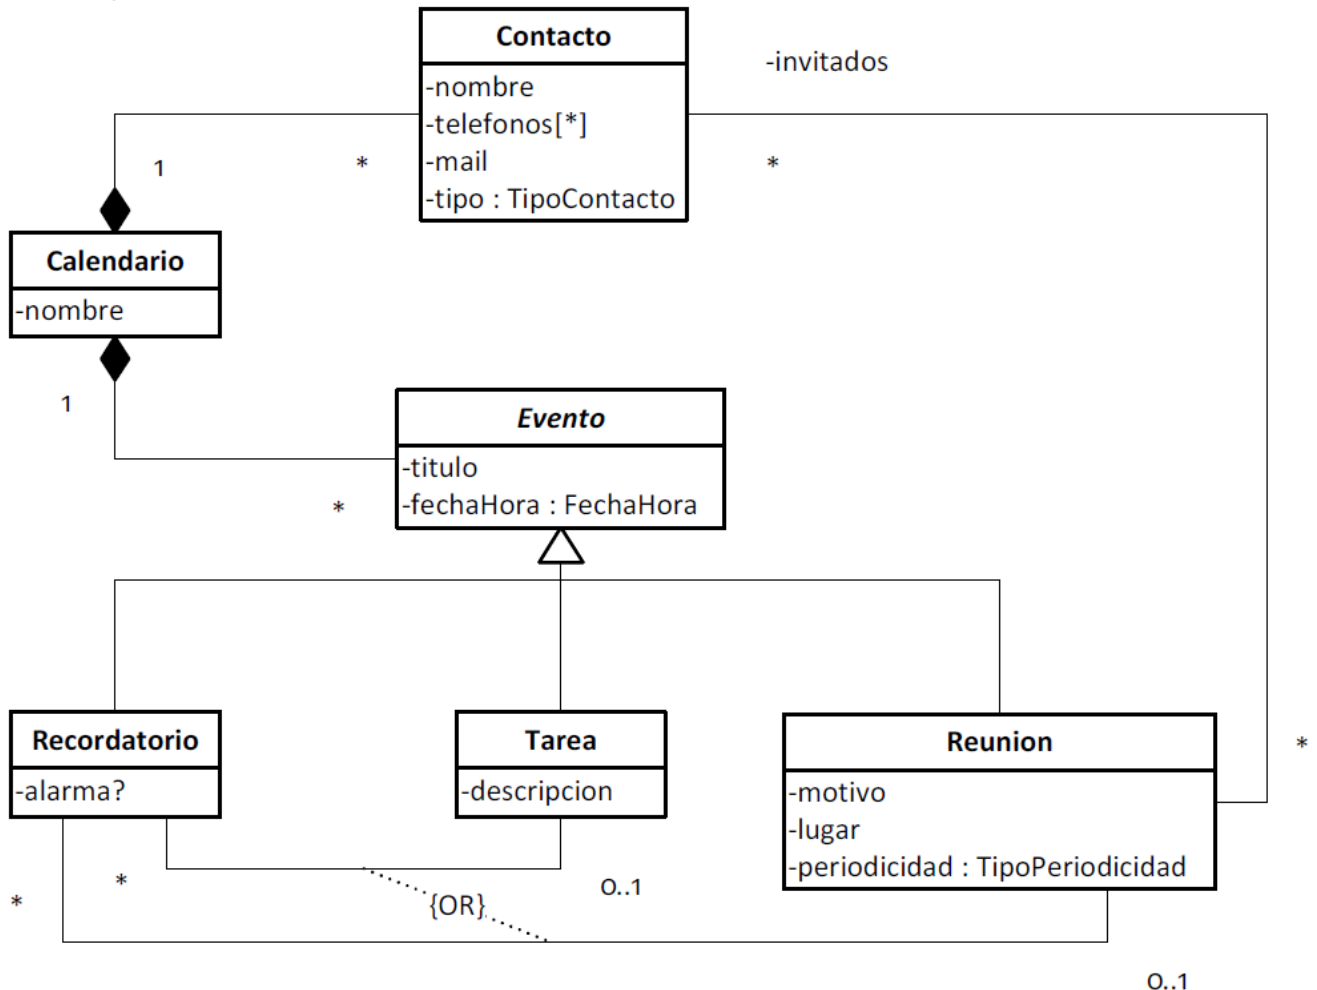 Contacto
-nombre
-telefonos[*]
-mail
-tipo : TipoContacto
-invitados
1
*
*
Calendario
-nombre
1
*
Evento
-titulo
-fechaHora : FechaHora
Recordatorio
-alarma?
Tarea
-descripcion
Reunion
-motivo
-lugar
-periodicidad : TipoPeriodicidad
*
*
*
{OR}
0..1
0..1